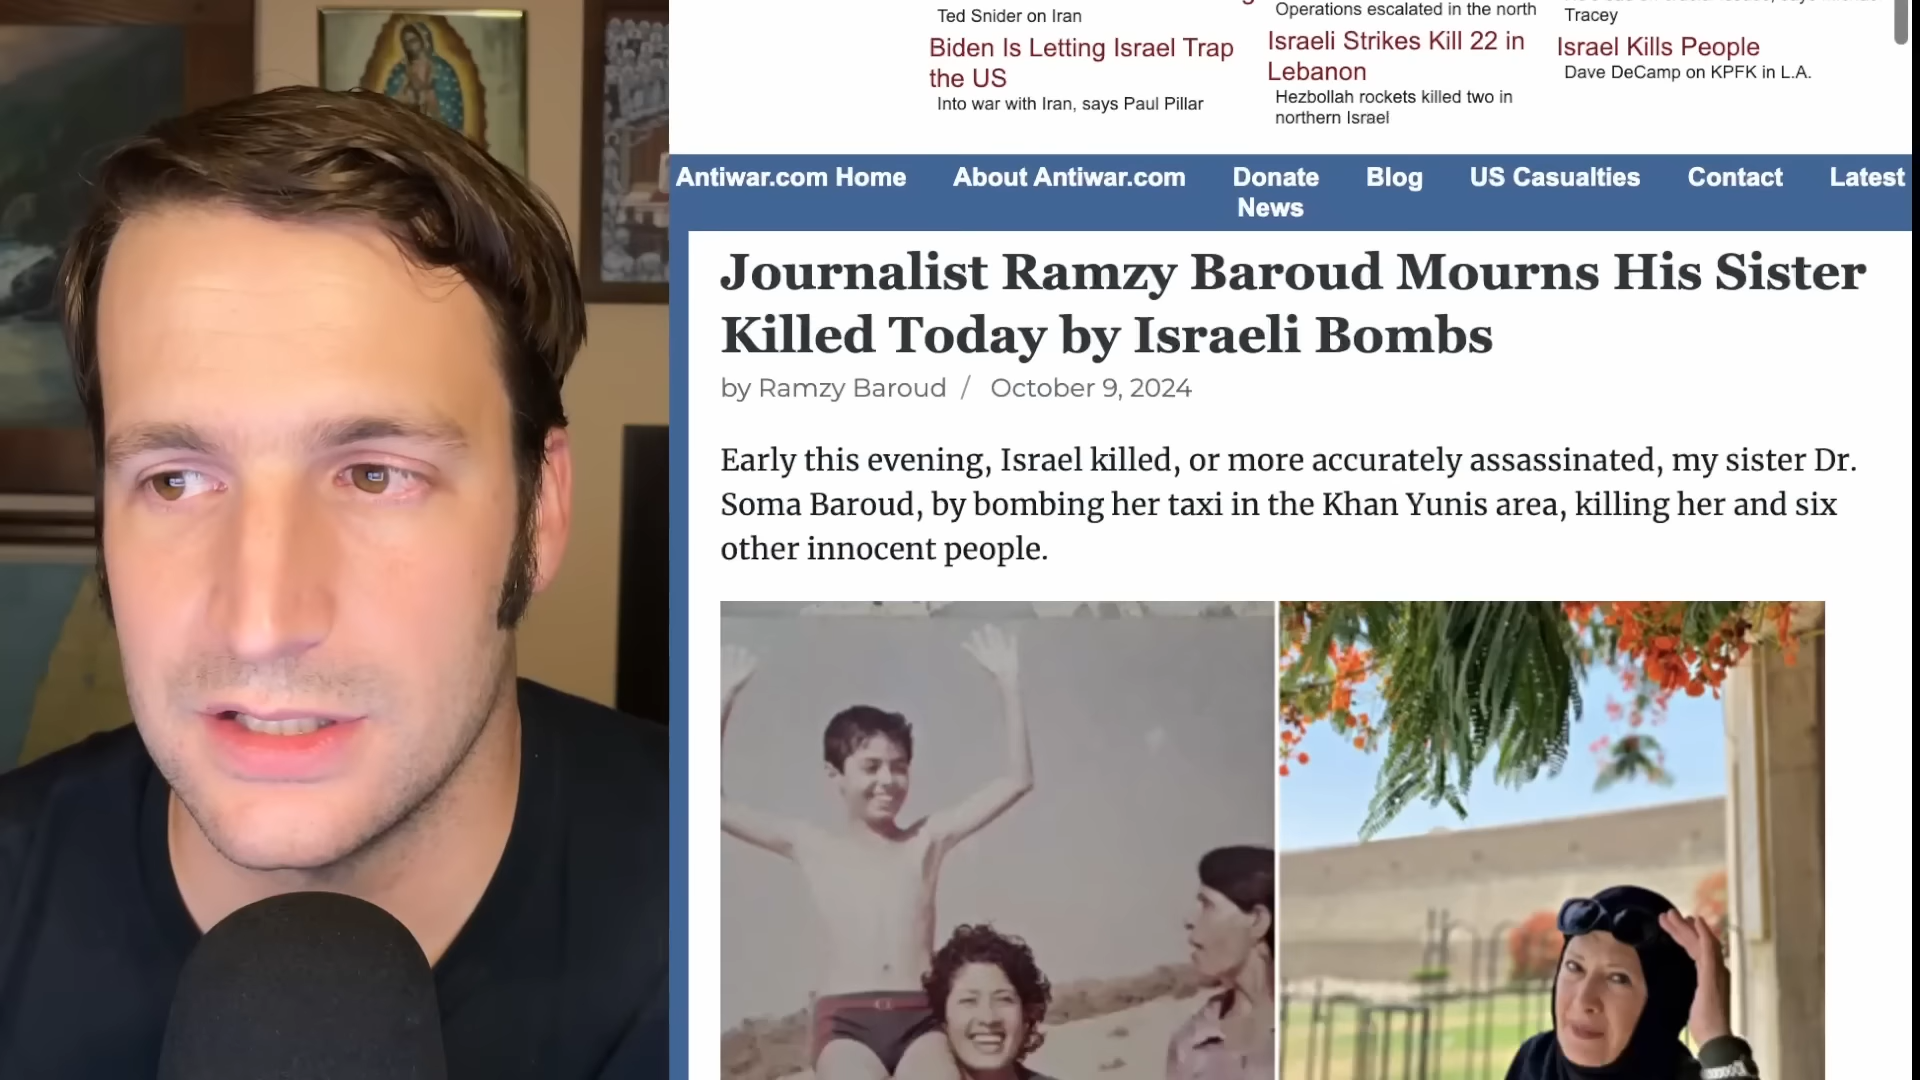 Ted Snider on Iran
Biden Is Letting Israel Trap
the US
Into war with Iran, says Paul Pillar
Operations escalated in the north
Israeli Strikes Kill 22 in
Lebanon
Hezbollah rockets killed two in
northern Israel
Tracey
Israel Kills People
Dave DeCamp on KPFK in L.A.
Antiwar.com Home About Antiwar.com Donate Blog US Casualties Contact Latest
News
Journalist Ramzy Baroud Mourns His Sister
Killed Today by Israeli Bombs
by Ramzy Baroud / October 9, 2024
Early this evening, Israel killed, or more accurately assassinated, my sister Dr.
Soma Baroud, by bombing her taxi in the Khan Yunis area, killing her and six
other innocent people.